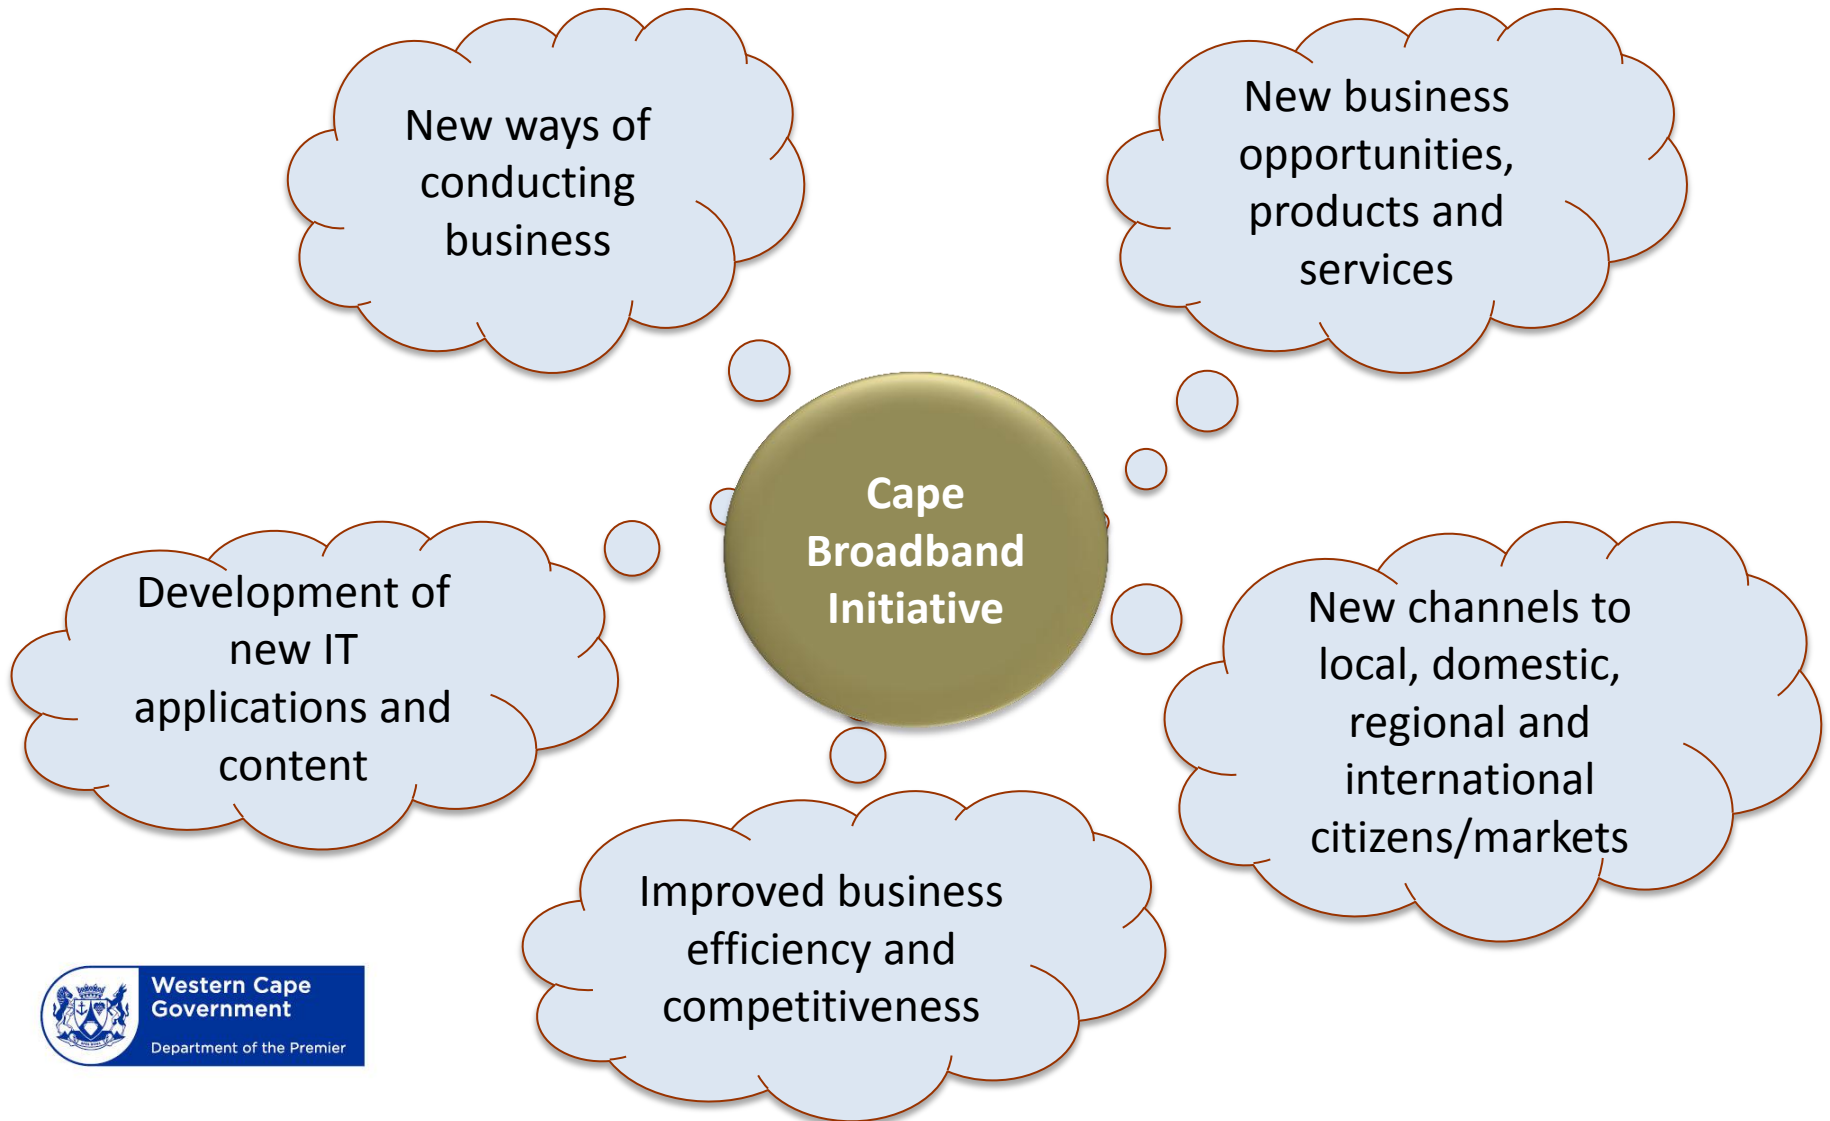 New ways of
conducting
business
New business
opportunities,
products and
services
Cape
Broadband
Initiative
Development of
new IT
applications and
content
New channels to
local, domestic,
regional and
international
citizens/markets
Improved business
efficiency and
competitiveness
Western Cape
Government
Department of the Premier